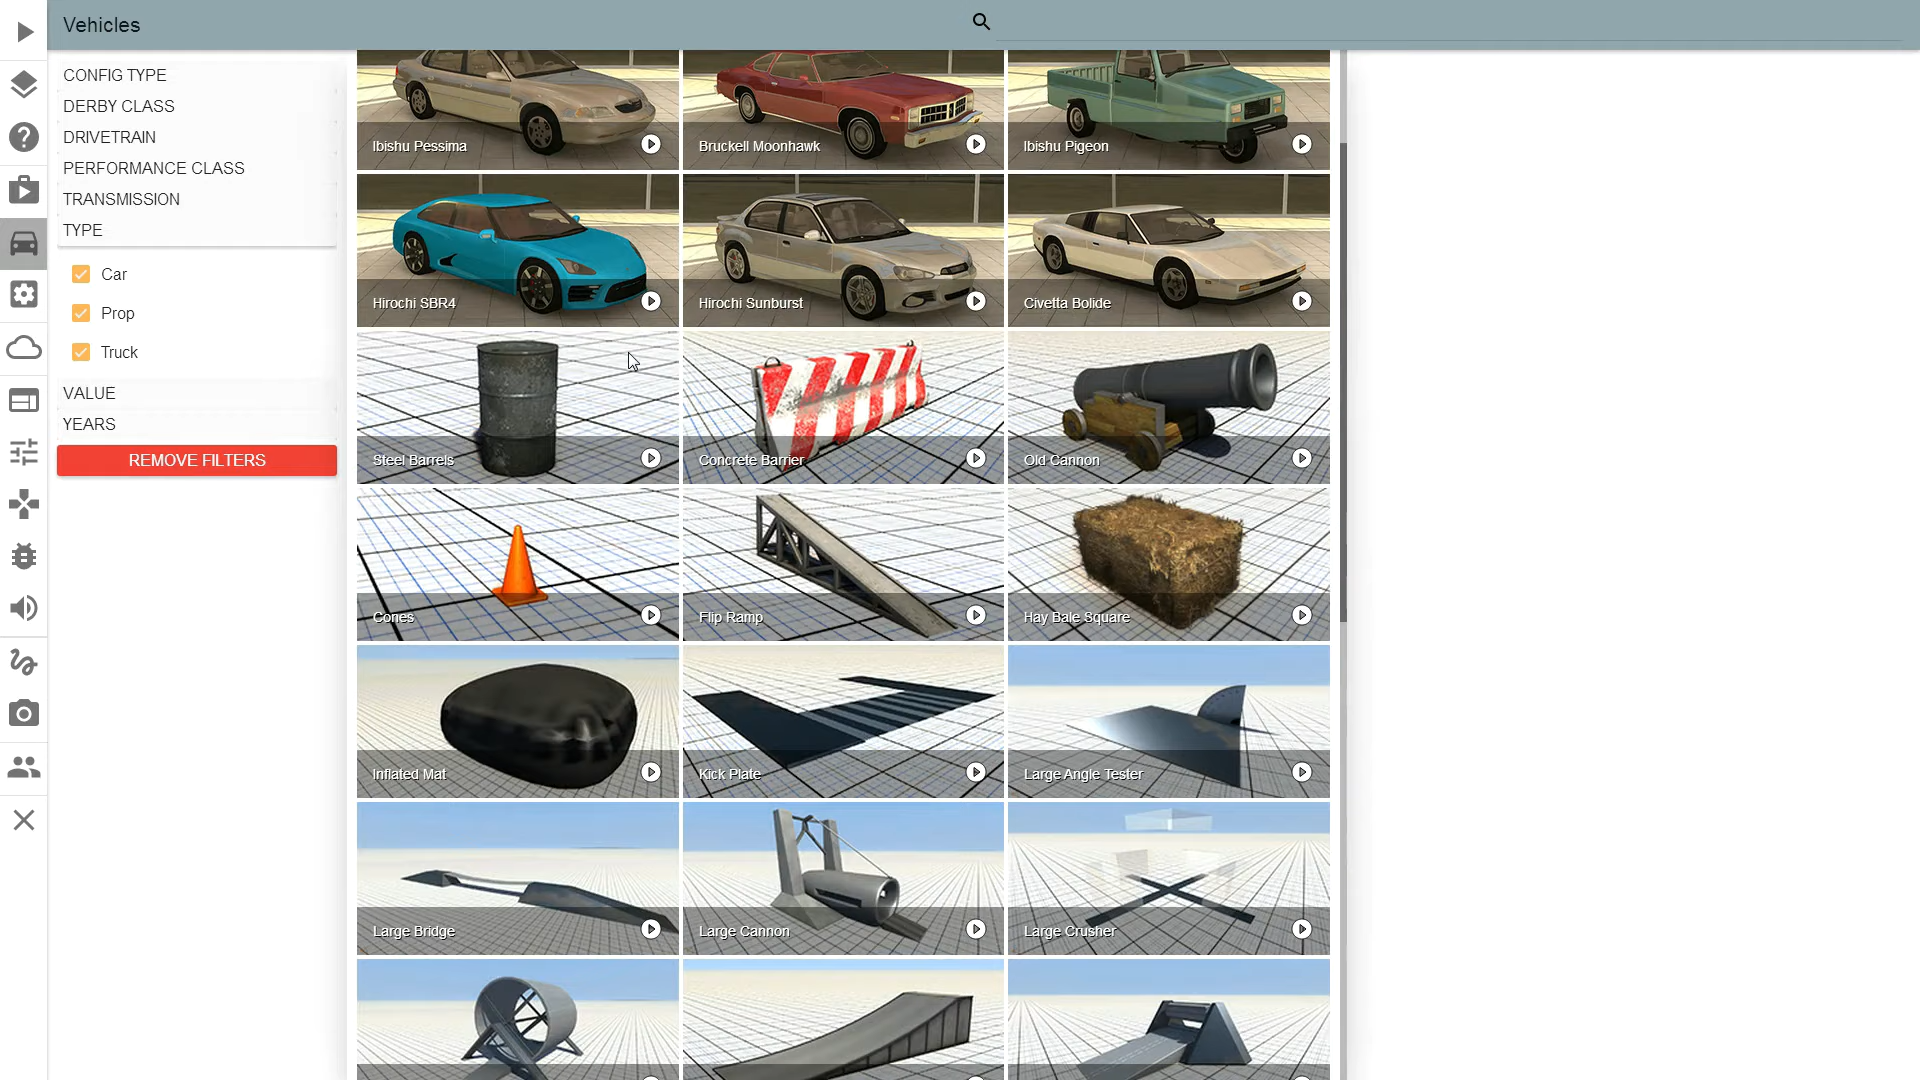 Vehicles
CONFIG TYPE
DERBY CLASS
DRIVETRAIN
PERFORMANCE CLASS
TRANSMISSION
TYPE
Car
Prop
Truck
VALUE
YEARS
REMOVE FILTERS
Ibishu Pessima
Bruckell Moonhawk
Ibishu Pigeon
Hirochi SBR4
Hirochi Sunburst
Civetta Bolide
Steel Barrels
Concrete Barrier
Old Cannon
Cones
Flip Ramp
Hay Bale Square
Inflated Mat
Kick Plate
Large Angle Tester
Large Bridge
Large Cannon
Large Crusher